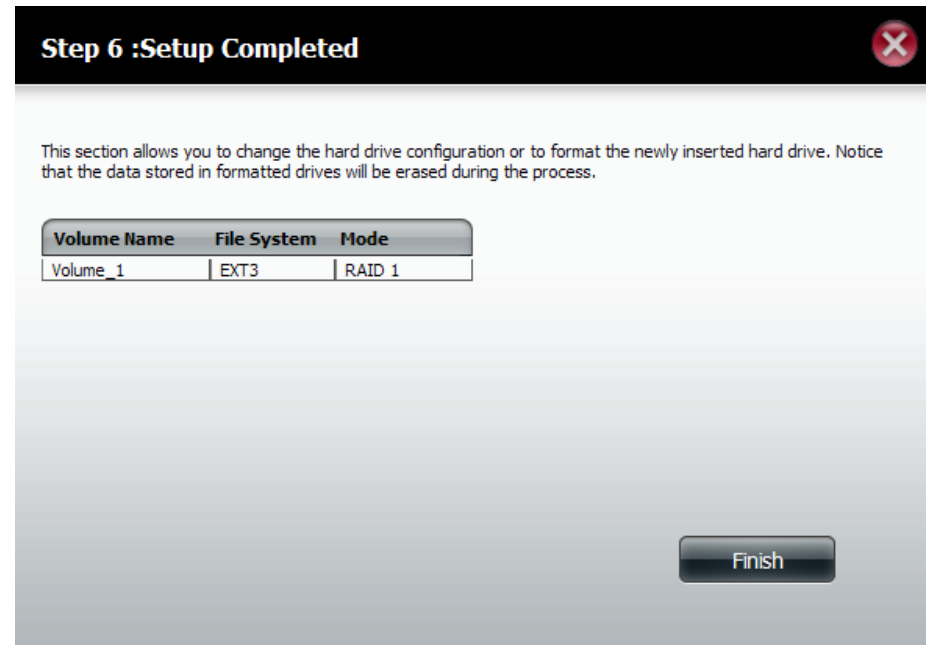 Step 6 :Setup Completed
This section allows you to change the hard drive configuration or to format the newly inserted hard drive. Notice
that the data stored in formatted drives will be erased during the process.
Volume Name File System Mode
Volume_1 EXT3 RAID 1
Finish